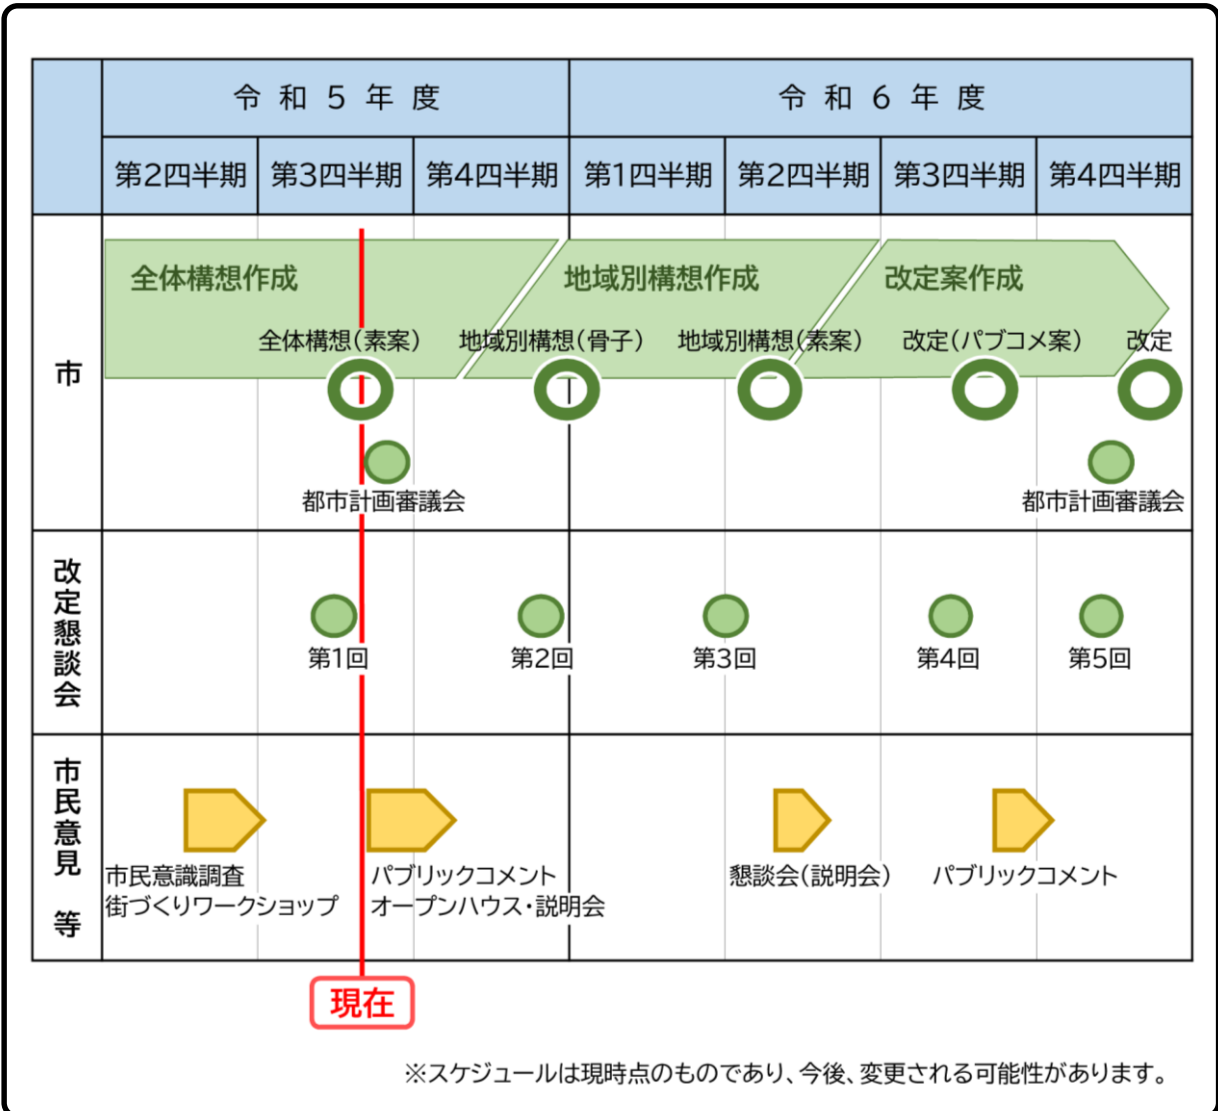 令和5年度
令和6年度
第2四半期
第3四半期
第4四半期
第1四半期
第2四半期
第3四半期
第4四半期
市
全体構想作成
地域別構想作成
改定案作成
全体構想(素案)
地域別構想(骨子)
地域別構想(素案)
改定(パブコメ案)
改定
都市計画審議会
都市計画審議会
改定懇談会
第1回
第2回
第3回
第4回
第5回
市民意見 等
市民意識調査
街づくりワークショップ
パブリックコメント
オープンハウス・説明会
懇談会(説明会)
パブリックコメント
現在
※スケジュールは現時点のものであり、今後、変更される可能性があります。